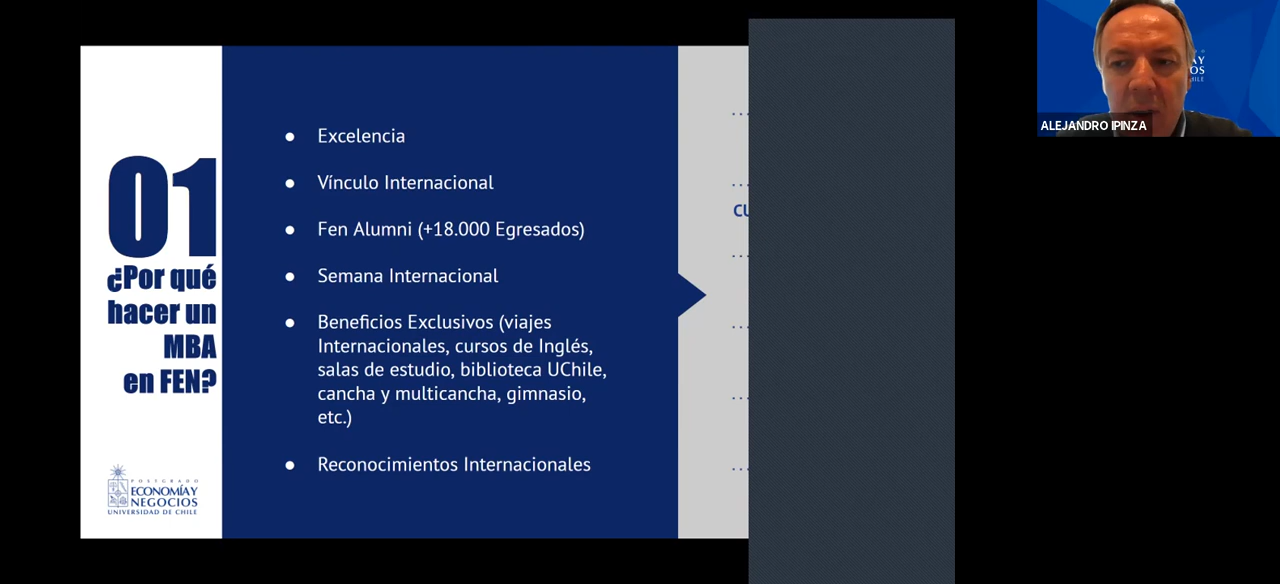 01
¿Por qué
hacer un
MBA
en FEN?
POSTGRADO
ECONOMÍA Y
NEGOCIOS
UNIVERSIDAD DE CHILE
● Excelencia
● Vínculo Internacional
● Fen Alumni (+18.000 Egresados)
● Semana Internacional
● Beneficios Exclusivos (viajes
Internacionales, cursos de Inglés,
salas de estudio, biblioteca UChile,
cancha y multicancha, gimnasio,
etc.)
● Reconocimientos Internacionales
ALEJANDRO IPINZA